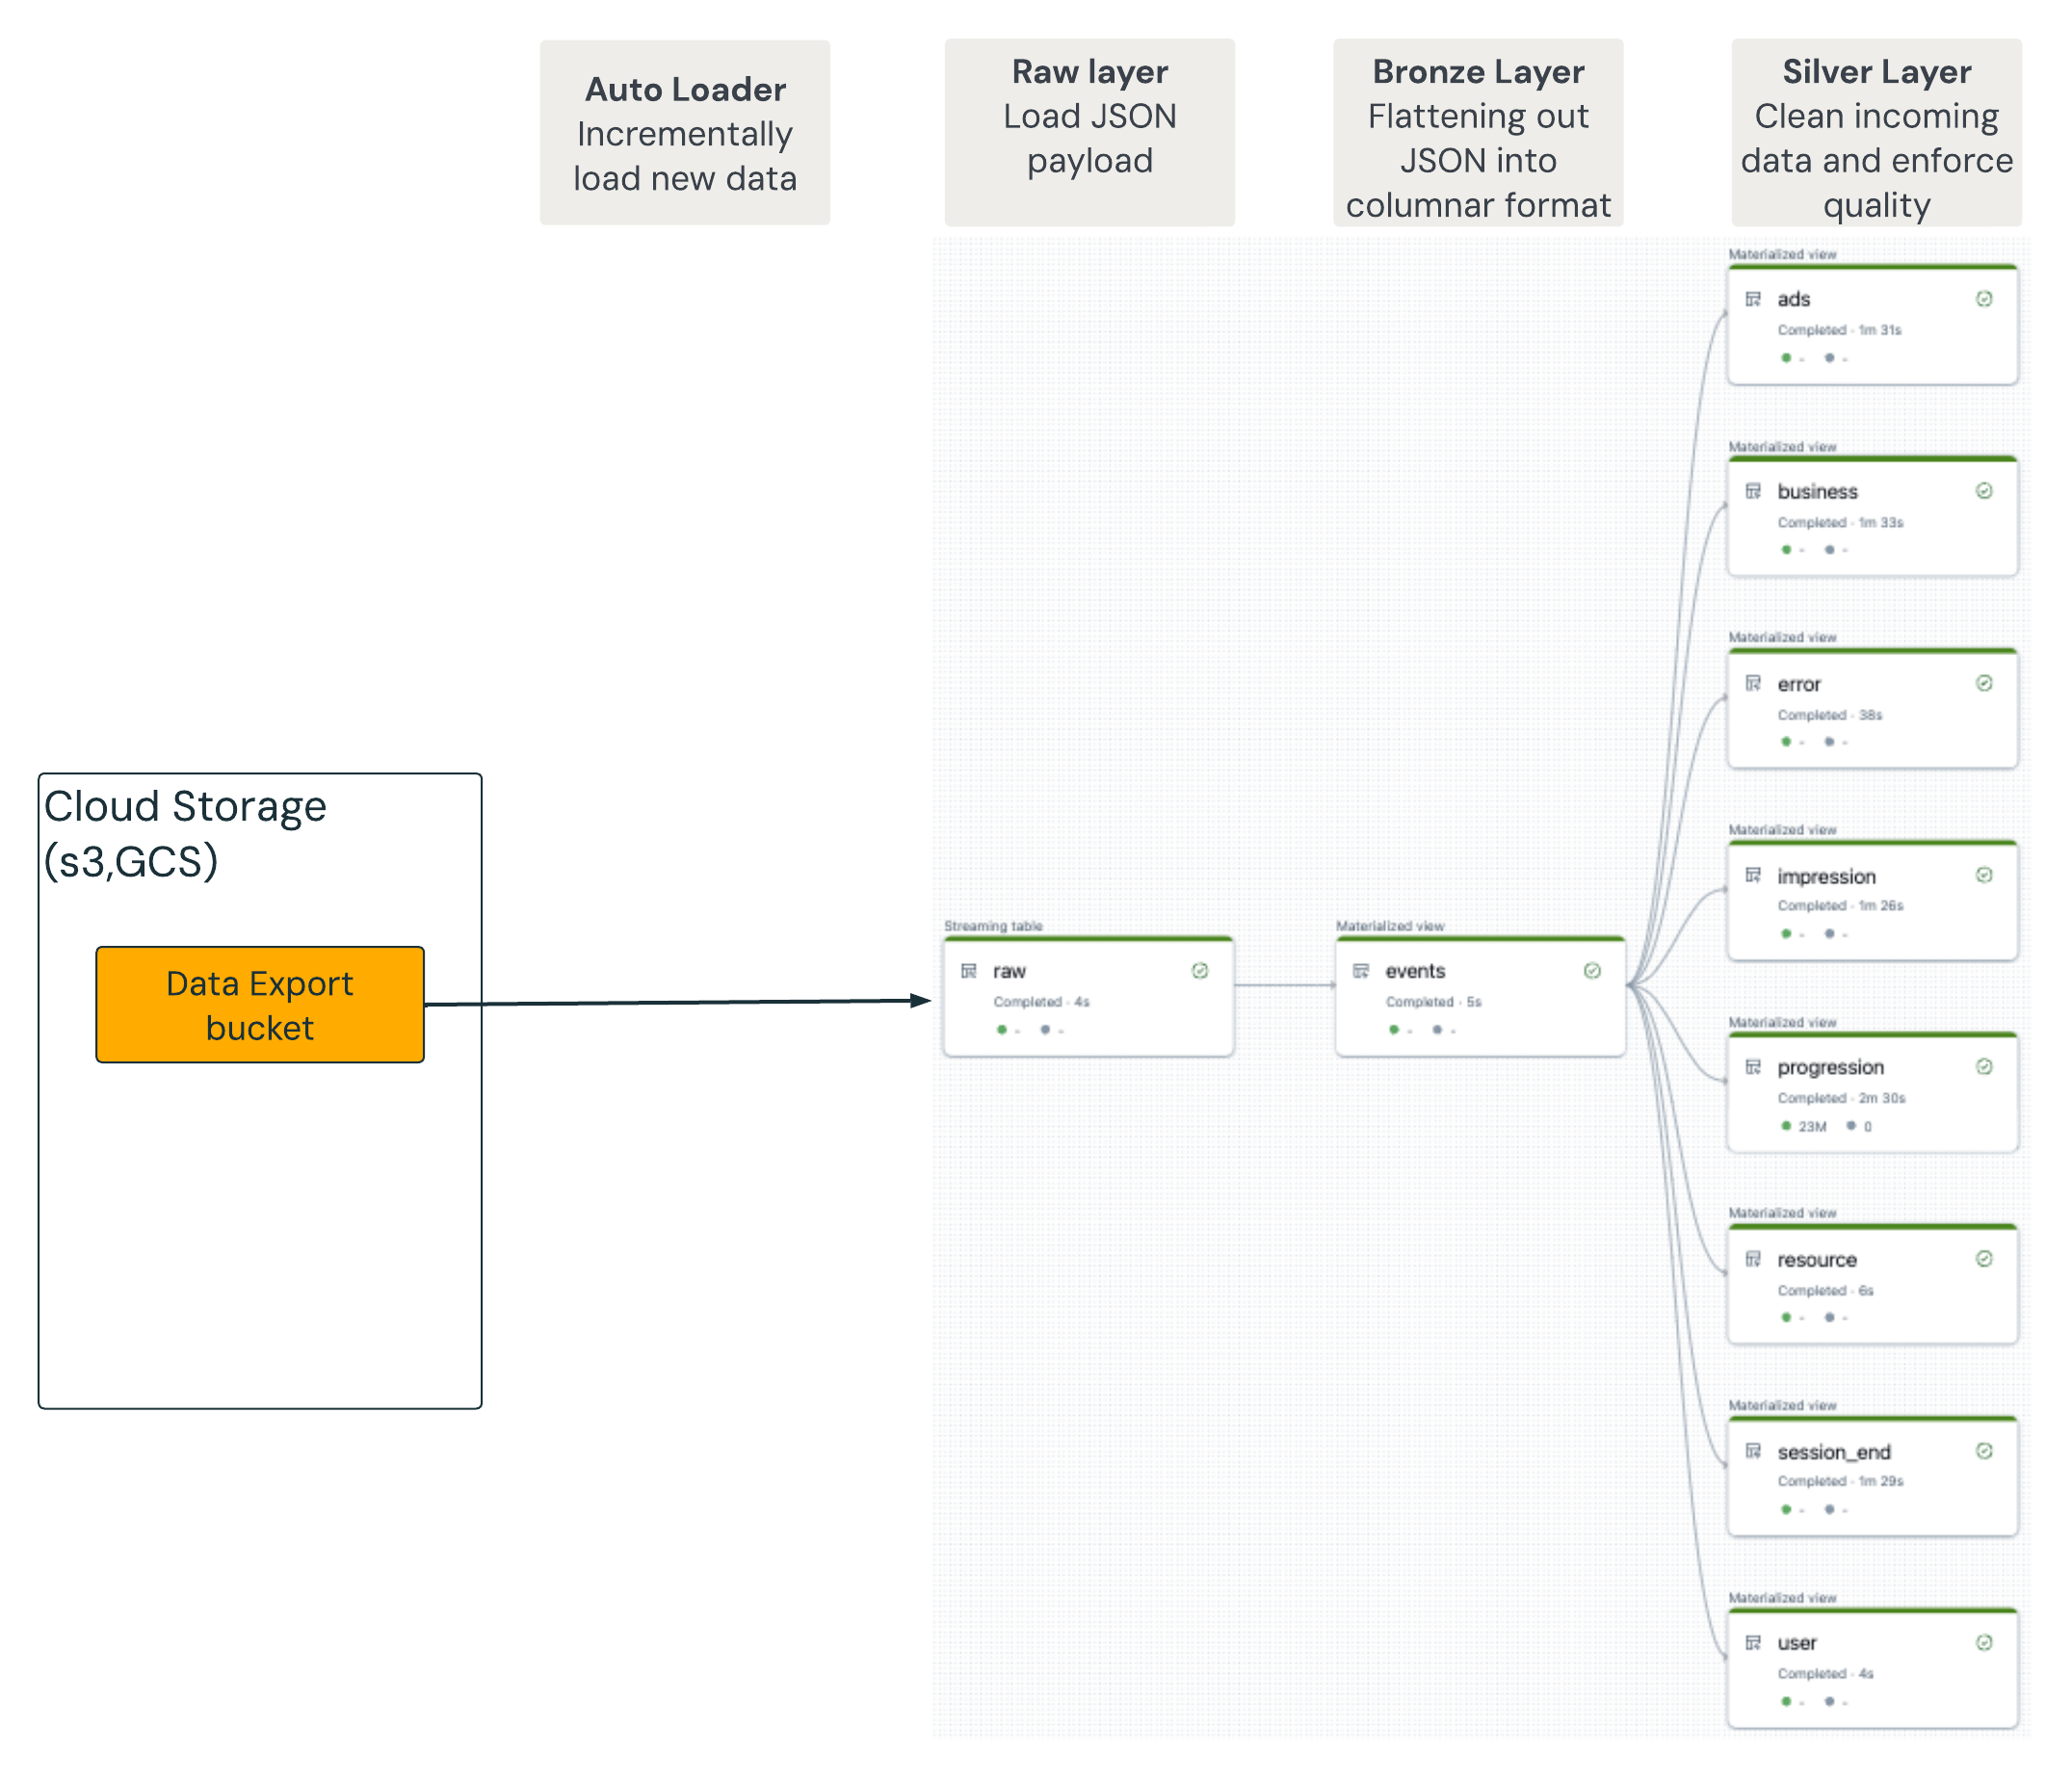 Auto Loader
Incrementally
load new data
Raw layer
Load JSON
payload
Bronze Layer
Flattening out
JSON into
columnar format
Silver Layer
Clean incoming
data and enforce
quality
Cloud Storage
(s3,GCS)
Data Export
bucket
Streaming table
raw
Completed - 4s
- -
Materialized view
events
Completed - 5s
- -
Materialized view
ads
Completed - 1m 31s
- -
Materialized view
business
Completed - 1m 33s
- -
Materialized view
error
Completed - 38s
- -
Materialized view
impression
Completed - 1m 26s
- -
Materialized view
progression
Completed - 2m 30s
23M 0
Materialized view
resource
Completed - 6s
- -
Materialized view
session_end
Completed - 1m 29s
- -
Materialized view
user
Completed - 4s
- -